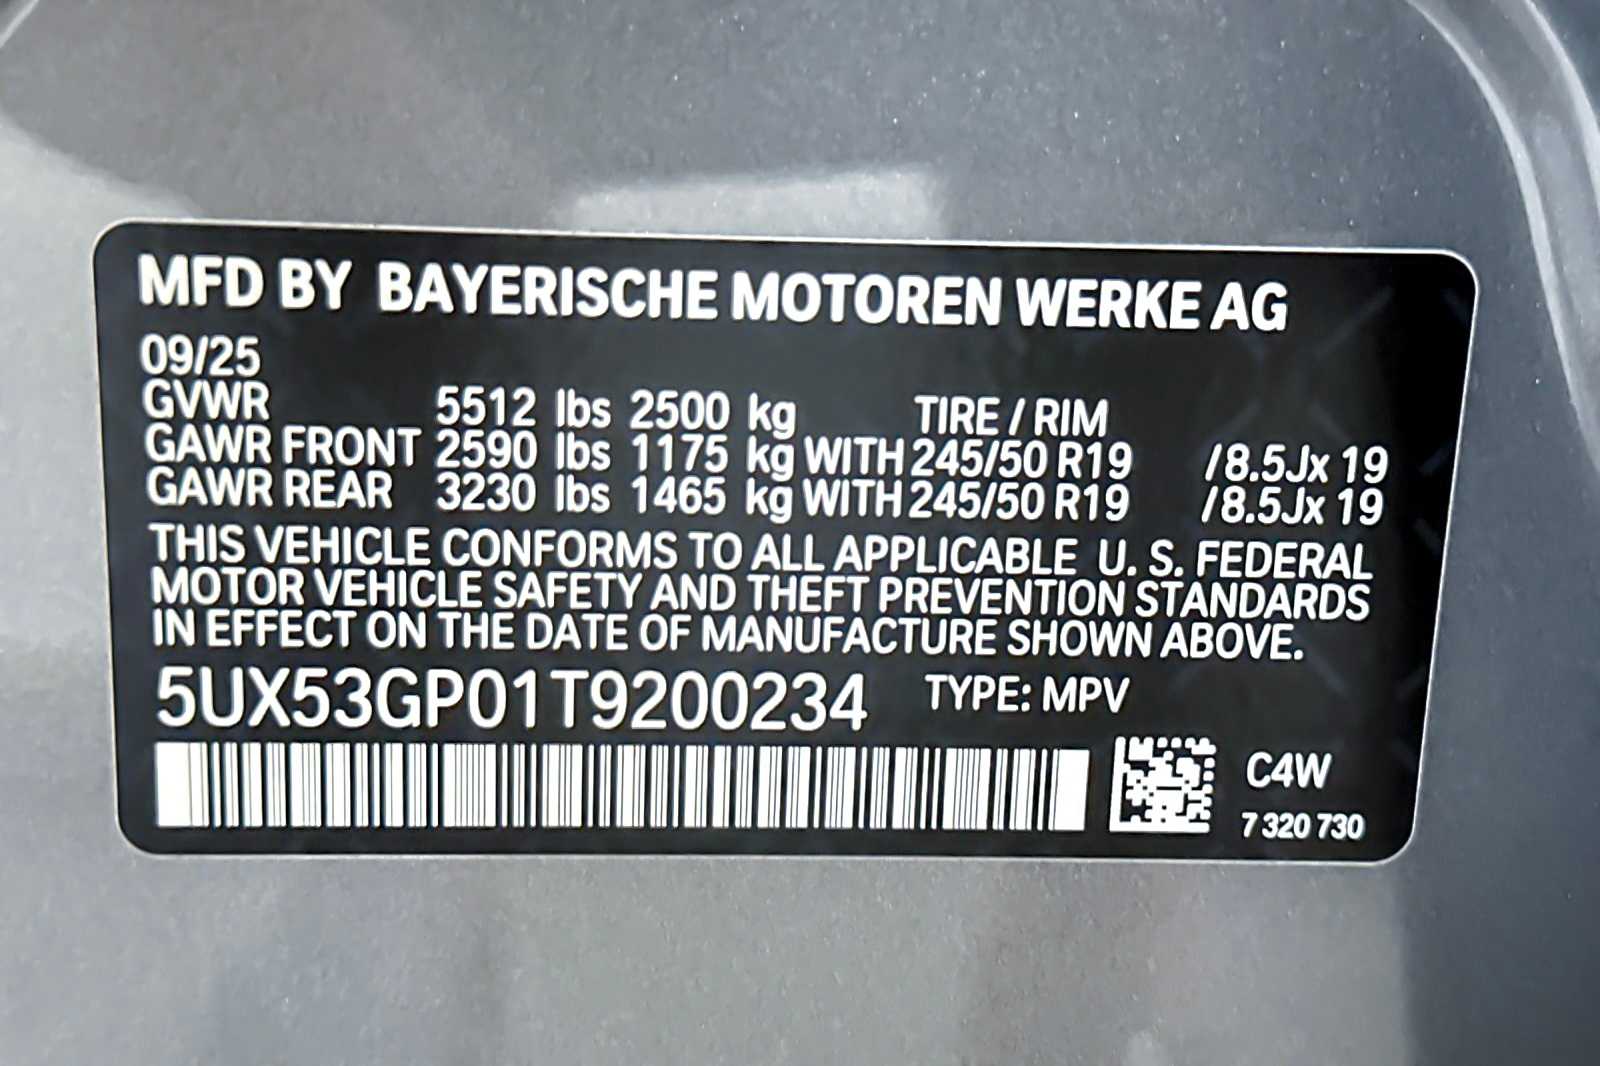 MFD BY BAYERISCHE MOTOREN WERKE AG
09/25
GVWR 5512 lbs 2500 kg TIRE / RIM
GAWR FRONT 2590 lbs 1175 kg WITH 245/50 R19 /8.5Jx 19
GAWR REAR 3230 lbs 1465 kg WITH 245/50 R19 /8.5Jx 19
THIS VEHICLE CONFORMS TO ALL APPLICABLE U. S. FEDERAL
MOTOR VEHICLE SAFETY AND THEFT PREVENTION STANDARDS
IN EFFECT ON THE DATE OF MANUFACTURE SHOWN ABOVE.
5UX53GP01T9200234 TYPE: MPV
C4W
7 320 730